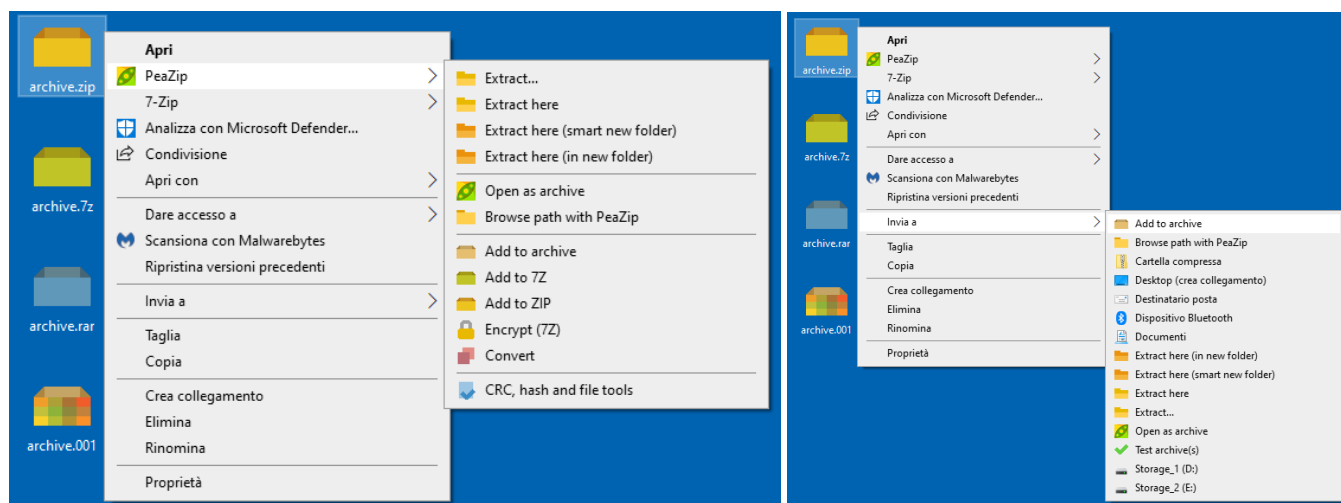 archive.zip
archive.7z
archive.rar
archive.001
Apri
PeaZip
7-Zip
Analizza con Microsoft Defender...
Condivisione
Apri con
Dare accesso a
Scansiona con Malwarebytes
Ripristina versioni precedenti
Invia a
Taglia
Copia
Crea collegamento
Elimina
Rinomina
Proprietà
Extract...
Extract here
Extract here (smart new folder)
Extract here (in new folder)
Open as archive
Browse path with PeaZip
Add to archive
Add to 7Z
Add to ZIP
Encrypt (7Z)
Convert
CRC, hash and file tools
archive.zip
archive.7z
archive.rar
archive.001
Apri
PeaZip
7-Zip
Analizza con Microsoft Defender...
Condivisione
Apri con
Dare accesso a
Scansiona con Malwarebytes
Ripristina versioni precedenti
Invia a
Taglia
Copia
Crea collegamento
Elimina
Rinomina
Proprietà
Add to archive
Browse path with PeaZip
Cartella compressa
Desktop (crea collegamento)
Destinatario posta
Dispositivo Bluetooth
Documenti
Extract here (in new folder)
Extract here (smart new folder)
Extract here
Extract...
Open as archive
Test archive(s)
Storage_1 (D:)
Storage_2 (E:)